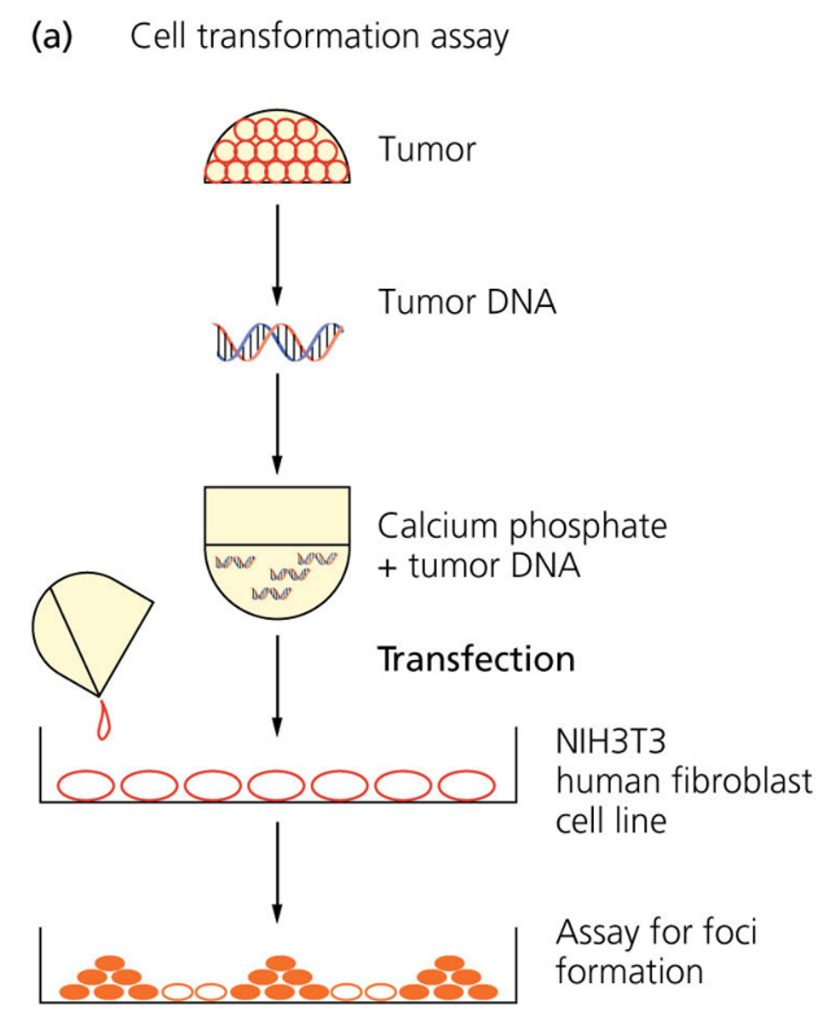 (a) Cell transformation assay
Tumor
Tumor DNA
Calcium phosphate
+ tumor DNA
Transfection
NIH3T3
human fibroblast
cell line
Assay for foci
formation